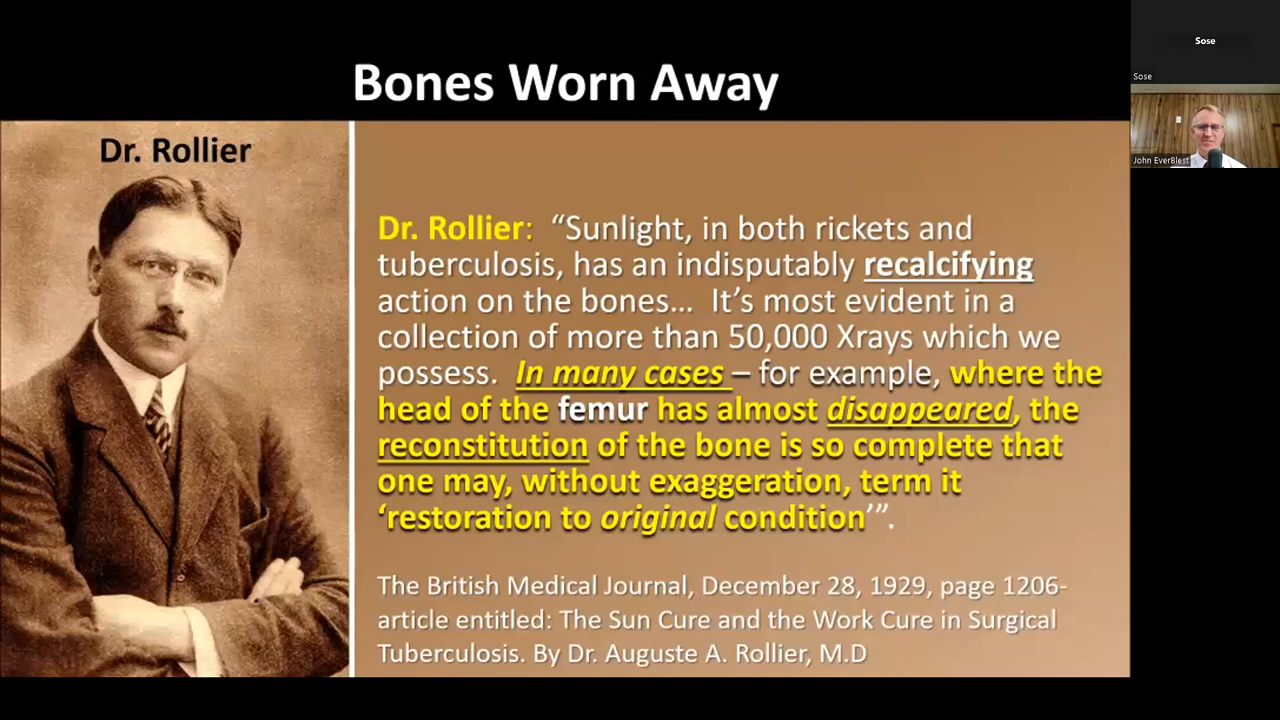 Bones Worn Away
Dr. Rollier
Dr. Rollier:  “Sunlight, in both rickets and
tuberculosis, has an indisputably recalcifying
action on the bones...  It’s most evident in a
collection of more than 50,000 Xrays which we
possess.  In many cases – for example, where the
head of the femur has almost disappeared, the
reconstitution of the bone is so complete that
one may, without exaggeration, term it
‘restoration to original condition’”.
The British Medical Journal, December 28, 1929, page 1206-
article entitled: The Sun Cure and the Work Cure in Surgical
Tuberculosis. By Dr. Auguste A. Rollier, M.D
Sose
Sose
John EverBlest